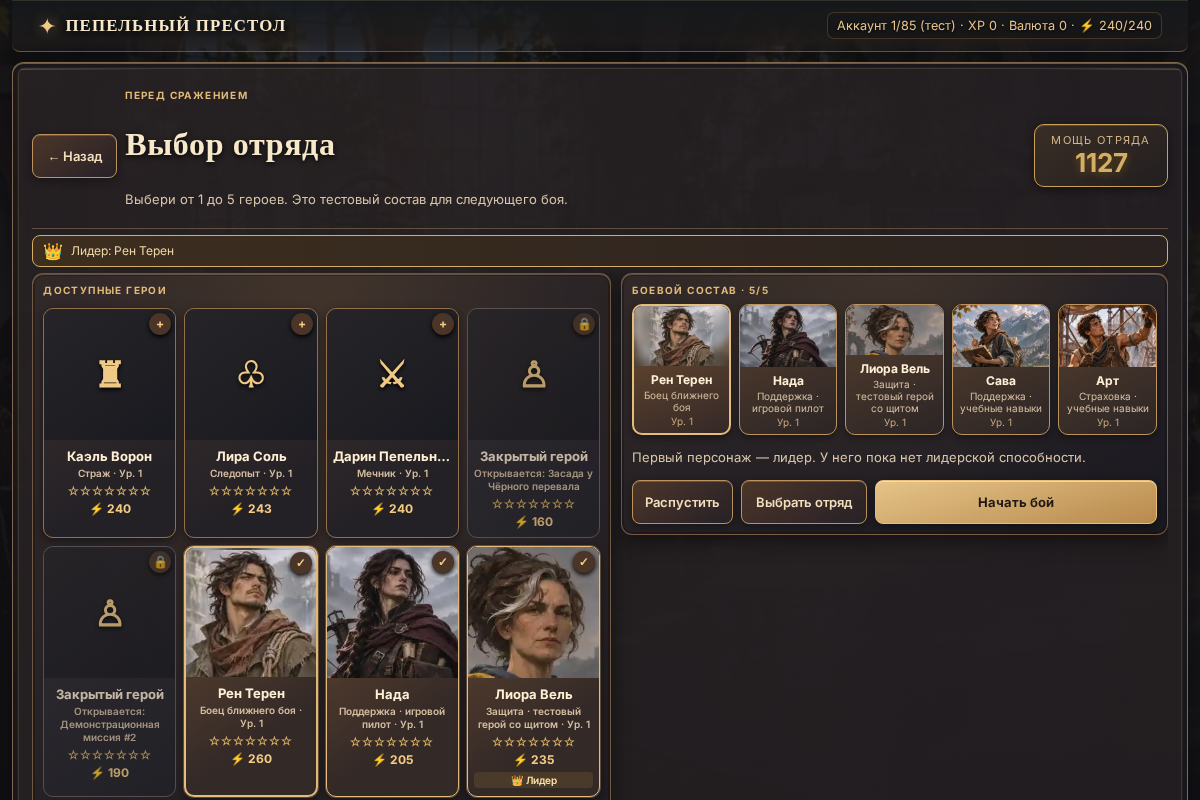 ПЕПЕЛЬНЫЙ ПРЕСТОЛ
Аккаунт 1/85 (тест) · XP 0 · Валюта 0 · ⚡ 240/240
ПЕРЕД СРАЖЕНИЕМ
← Назад
Выбор отряда
МОЩЬ ОТРЯДА
1127
Выбери от 1 до 5 героев. Это тестовый состав для следующего боя.
👑 Лидер: Рен Терен
ДОСТУПНЫЕ ГЕРОИ
Каэль Ворон
Страж · Ур. 1
☆☆☆☆☆☆☆
⚡ 240
Лира Соль
Следопыт · Ур. 1
☆☆☆☆☆☆☆
⚡ 243
Дарин Пепельн...
Мечник · Ур. 1
☆☆☆☆☆☆☆
⚡ 240
Закрытый герой
Открывается: Засада у
Чёрного перевала
☆☆☆☆☆☆☆
⚡ 160
Закрытый герой
Открывается:
Демонстрационная
миссия #2
☆☆☆☆☆☆☆
⚡ 190
Рен Терен
Боец ближнего боя ·
Ур. 1
☆☆☆☆☆☆☆
⚡ 260
Нада
Поддержка · игровой
пилот · Ур. 1
☆☆☆☆☆☆☆
⚡ 205
Лиора Вель
Защита · тестовый
герой со щитом · Ур. 1
☆☆☆☆☆☆☆
⚡ 235
👑 Лидер
БОЕВОЙ СОСТАВ · 5/5
Рен Терен
Боец ближнего
боя
Ур. 1
Нада
Поддержка ·
игровой пилот
Ур. 1
Лиора Вель
Защита ·
тестовый герой
со щитом
Ур. 1
Сава
Поддержка ·
учебные навыки
Ур. 1
Арт
Страховка ·
учебные навыки
Ур. 1
Первый персонаж — лидер. У него пока нет лидерской способности.
Распустить
Выбрать отряд
Начать бой